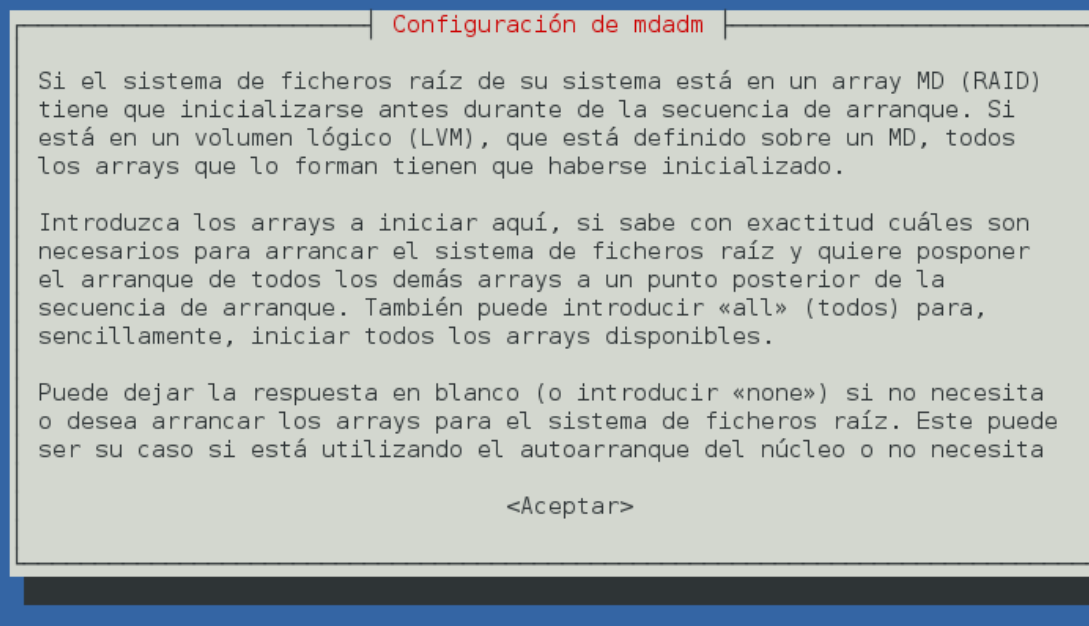 Configuración de mdadm
Si el sistema de ficheros raíz de su sistema está en un array MD (RAID)
tiene que inicializarse antes durante de la secuencia de arranque. Si
está en un volumen lógico (LVM), que está definido sobre un MD, todos
los arrays que lo forman tienen que haberse inicializado.
Introduzca los arrays a iniciar aquí, si sabe con exactitud cuáles son
necesarios para arrancar el sistema de ficheros raíz y quiere posponer
el arranque de todos los demás arrays a un punto posterior de la
secuencia de arranque. También puede introducir «all» (todos) para,
sencillamente, iniciar todos los arrays disponibles.
Puede dejar la respuesta en blanco (o introducir «none») si no necesita
o desea arrancar los arrays para el sistema de ficheros raíz. Este puede
ser su caso si está utilizando el autoarranque del núcleo o no necesita
<Aceptar>